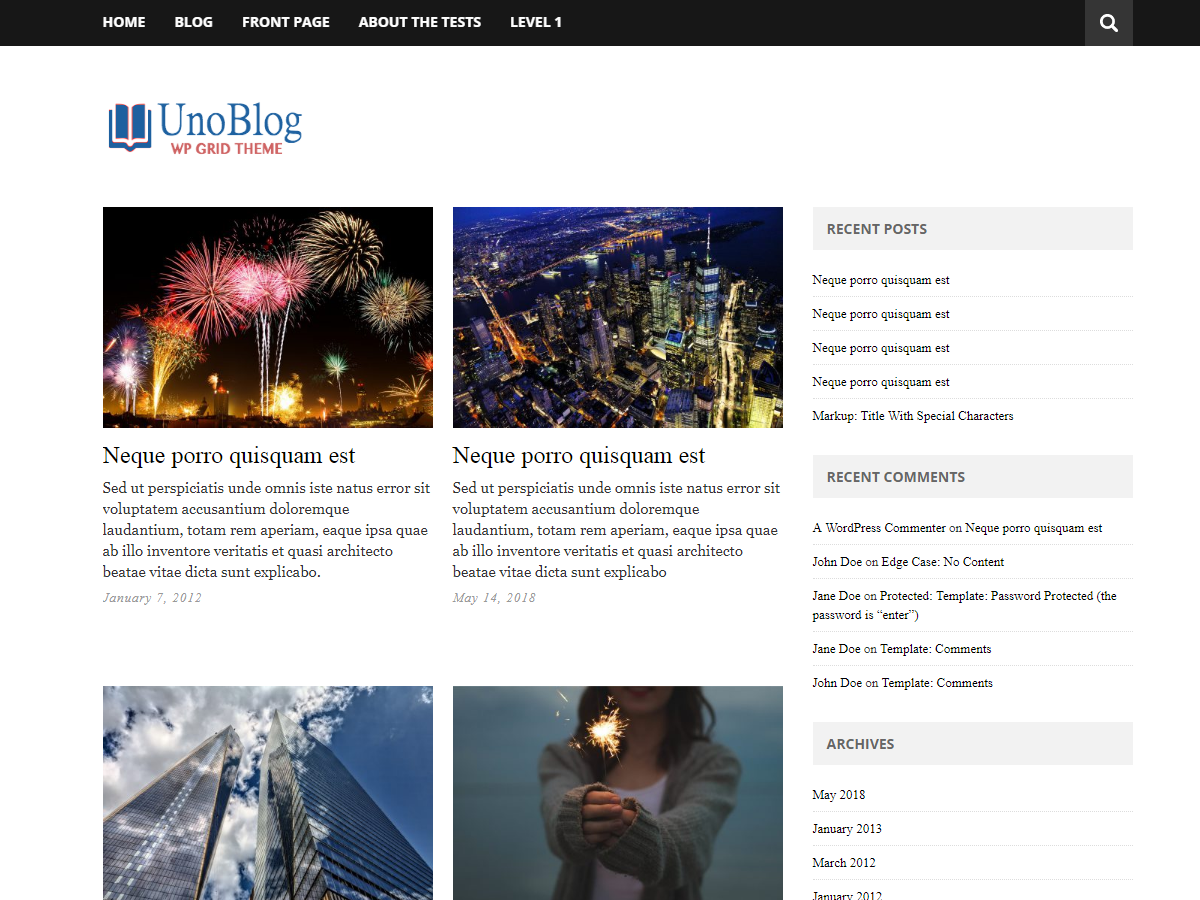 HOME BLOG FRONT PAGE ABOUT THE TESTS LEVEL 1
UnoBlog
WP GRID THEME
Neque porro quisquam est
Sed ut perspiciatis unde omnis iste natus error sit
voluptatem accusantium doloremque
laudantium, totam rem aperiam, eaque ipsa quae
ab illo inventore veritatis et quasi architecto
beatae vitae dicta sunt explicabo.
January 7, 2012
Neque porro quisquam est
Sed ut perspiciatis unde omnis iste natus error sit
voluptatem accusantium doloremque
laudantium, totam rem aperiam, eaque ipsa quae
ab illo inventore veritatis et quasi architecto
beatae vitae dicta sunt explicabo
May 14, 2018
RECENT POSTS
Neque porro quisquam est
Neque porro quisquam est
Neque porro quisquam est
Neque porro quisquam est
Markup: Title With Special Characters
RECENT COMMENTS
A WordPress Commenter on Neque porro quisquam est
John Doe on Edge Case: No Content
Jane Doe on Protected: Template: Password Protected (the
password is “enter”)
Jane Doe on Template: Comments
John Doe on Template: Comments
ARCHIVES
May 2018
January 2013
March 2012
January 2012